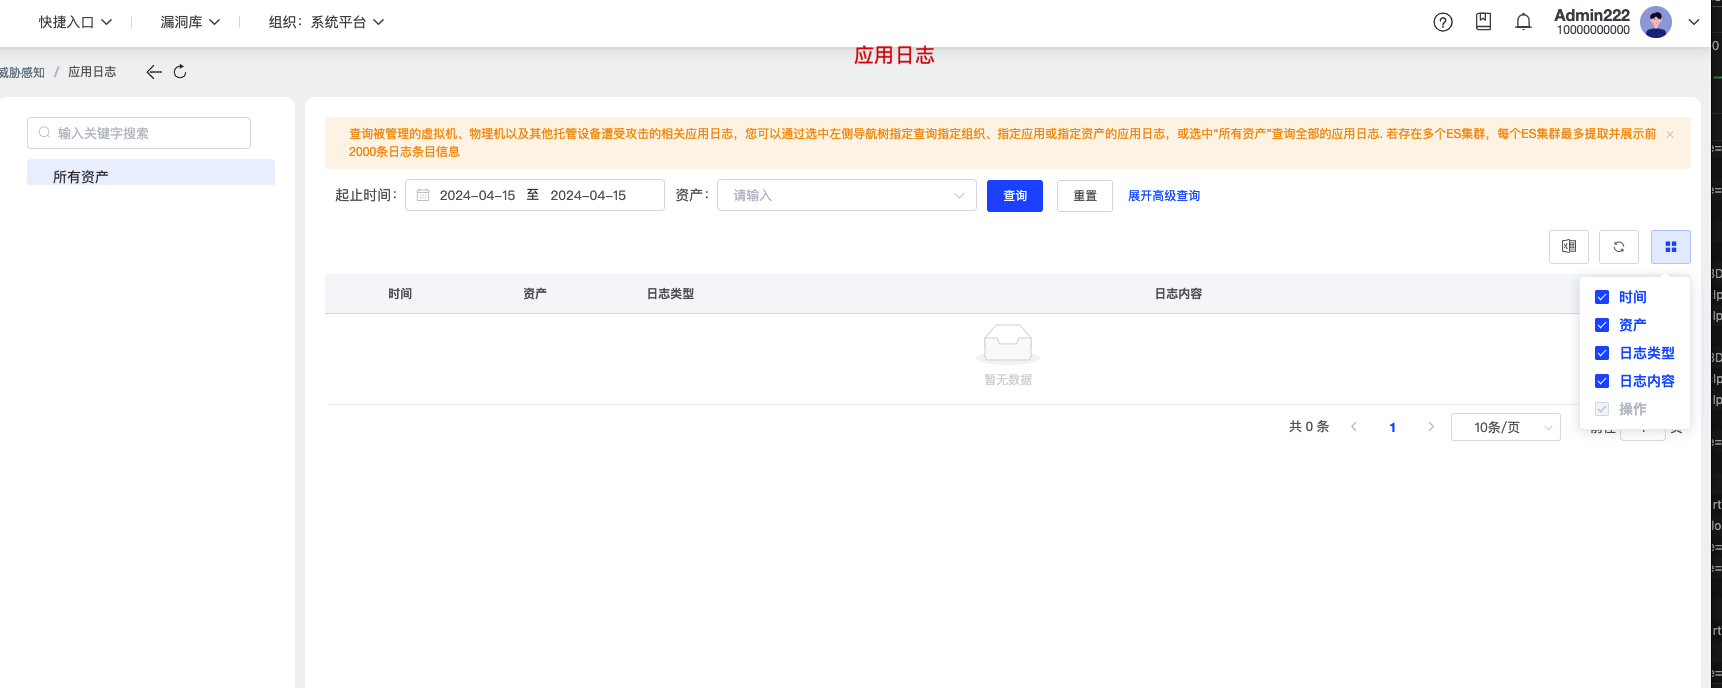 快捷入口
漏洞库
组织：系统平台
Admin222
10000000000
应用日志
威胁感知 / 应用日志
输入关键字搜索
所有资产
查询被管理的虚拟机、物理机以及其他托管设备遭受攻击的相关应用日志，您可以通过选中左侧导航树指定查询指定组织、指定应用或指定资产的应用日志，或选中“所有资产”查询全部的应用日志. 若存在多个ES集群，每个ES集群最多提取并展示前
2000条日志条目信息
起止时间： 2024-04-15 至 2024-04-15 资产： 请输入 查询 重置 展开高级查询
时间 资产 日志类型 日志内容
时间
资产
日志类型
日志内容
操作
暂无数据
共 0 条 1 10条/页 前往 1 页